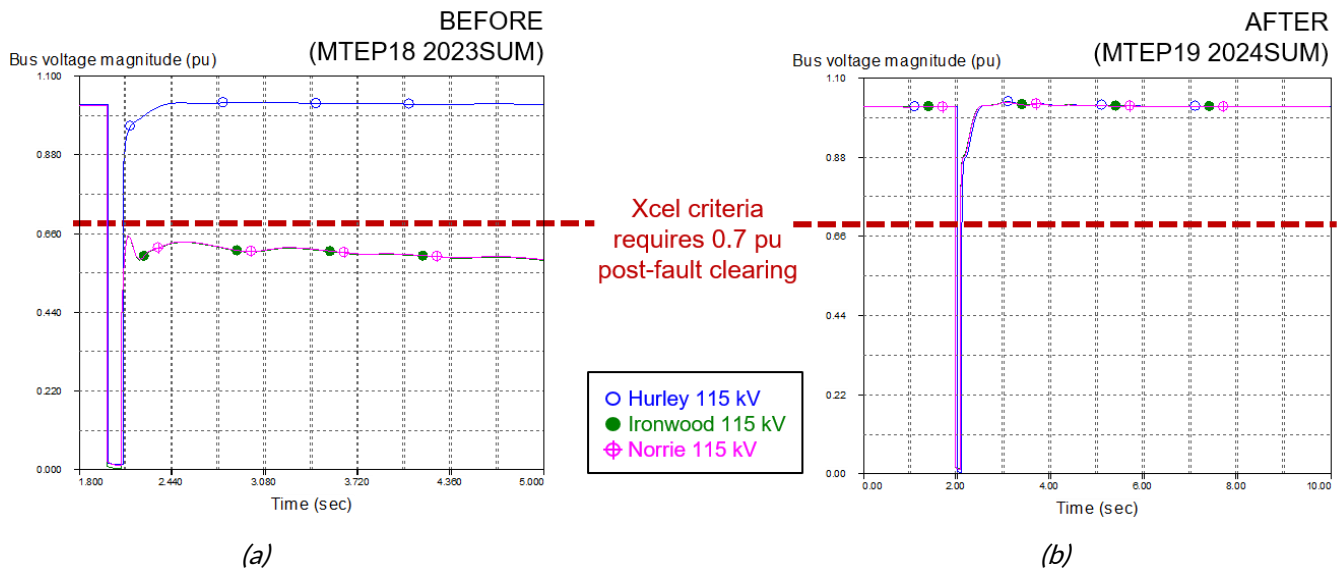 BEFORE
(MTEP18 2023SUM)
Bus voltage magnitude (pu)
1.100
0.880
0.660
0.440
0.220
0.000
1.800
2.440
3.080
3.720
4.360
5.000
Time (sec)
(a)
Xcel criteria
requires 0.7 pu
post-fault clearing
Hurley 115 kV
Ironwood 115 kV
Norrie 115 kV
AFTER
(MTEP19 2024SUM)
Bus voltage magnitude (pu)
1.10
0.88
0.66
0.44
0.22
0.00
0.00
2.00
4.00
6.00
8.00
10.00
Time (sec)
(b)